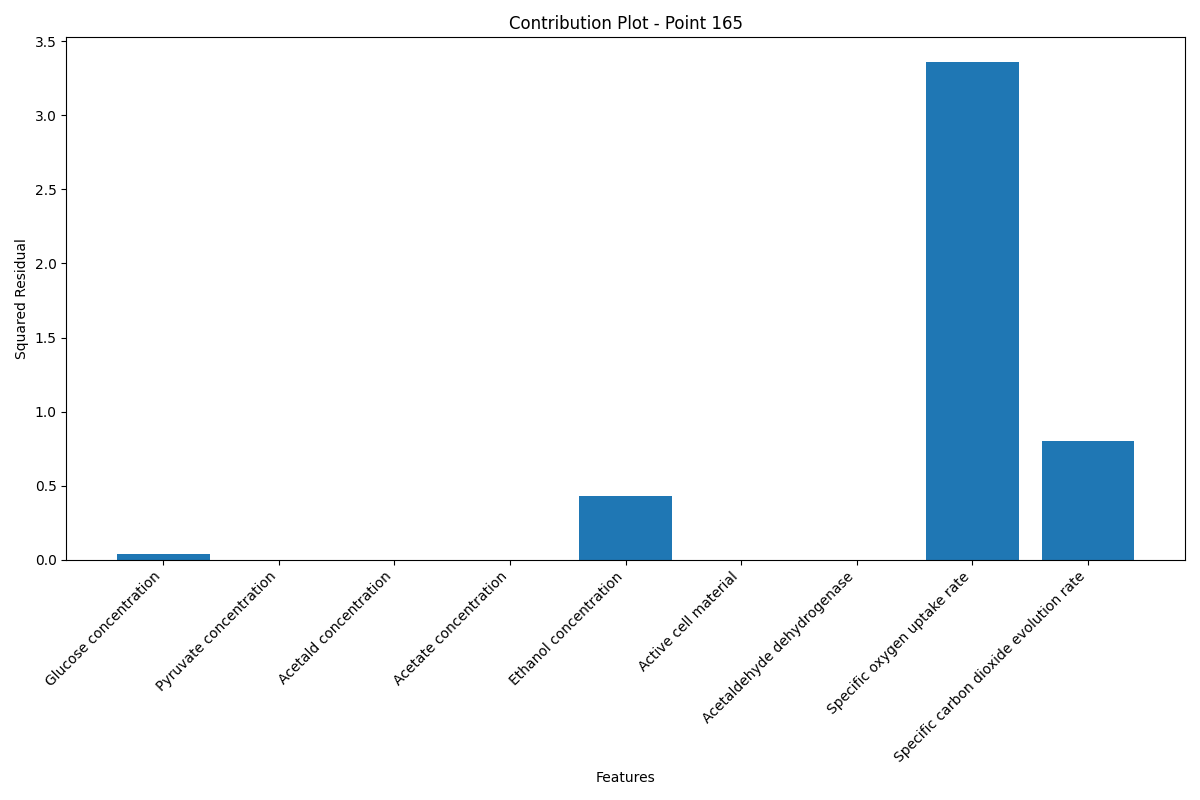 Contribution Plot - Point 165
Squared Residual
3.5
3.0
2.5
2.0
1.5
1.0
0.5
0.0
Glucose concentration
Pyruvate concentration
Acetald concentration
Acetate concentration
Ethanol concentration
Active cell material
Acetaldehyde dehydrogenase
Specific oxygen uptake rate
Specific carbon dioxide evolution rate
Features